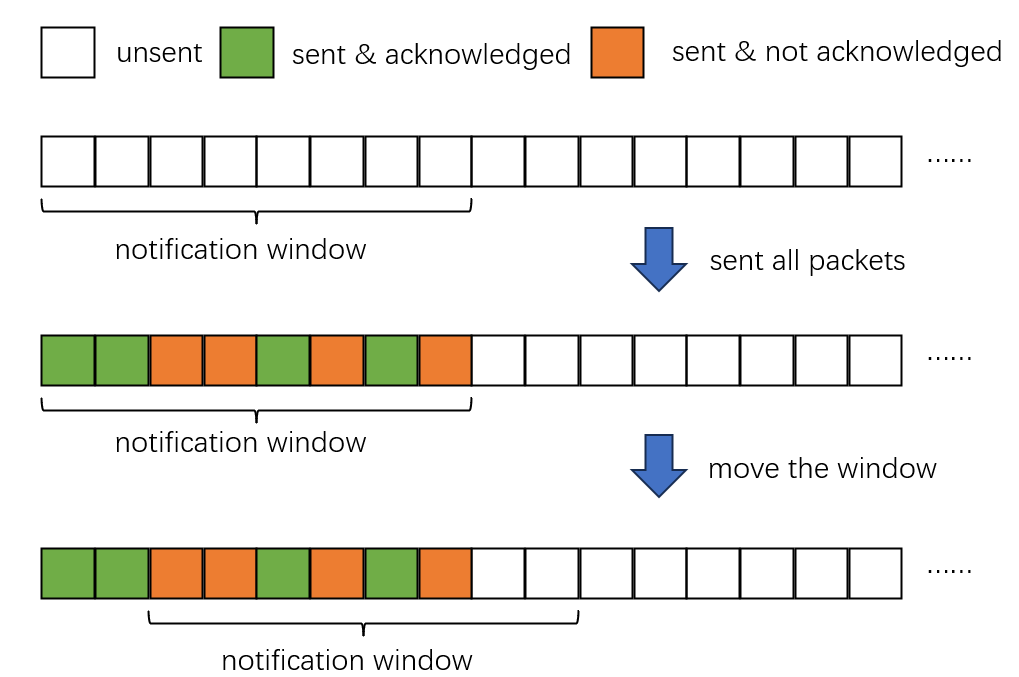 unsent sent & acknowledged sent & not acknowledged
......
notification window
sent all packets
......
notification window
move the window
......
notification window